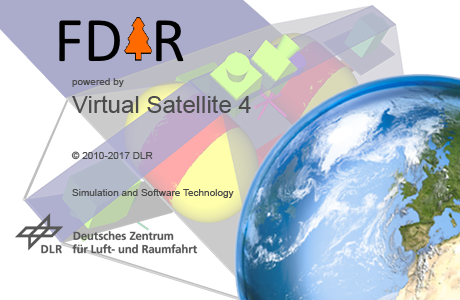 FD R
powered by
Virtual Satellite 4
© 2010-2017 DLR
Simulation and Software Technology
DLR
Deutsches Zentrum
für Luft- und Raumfahrt